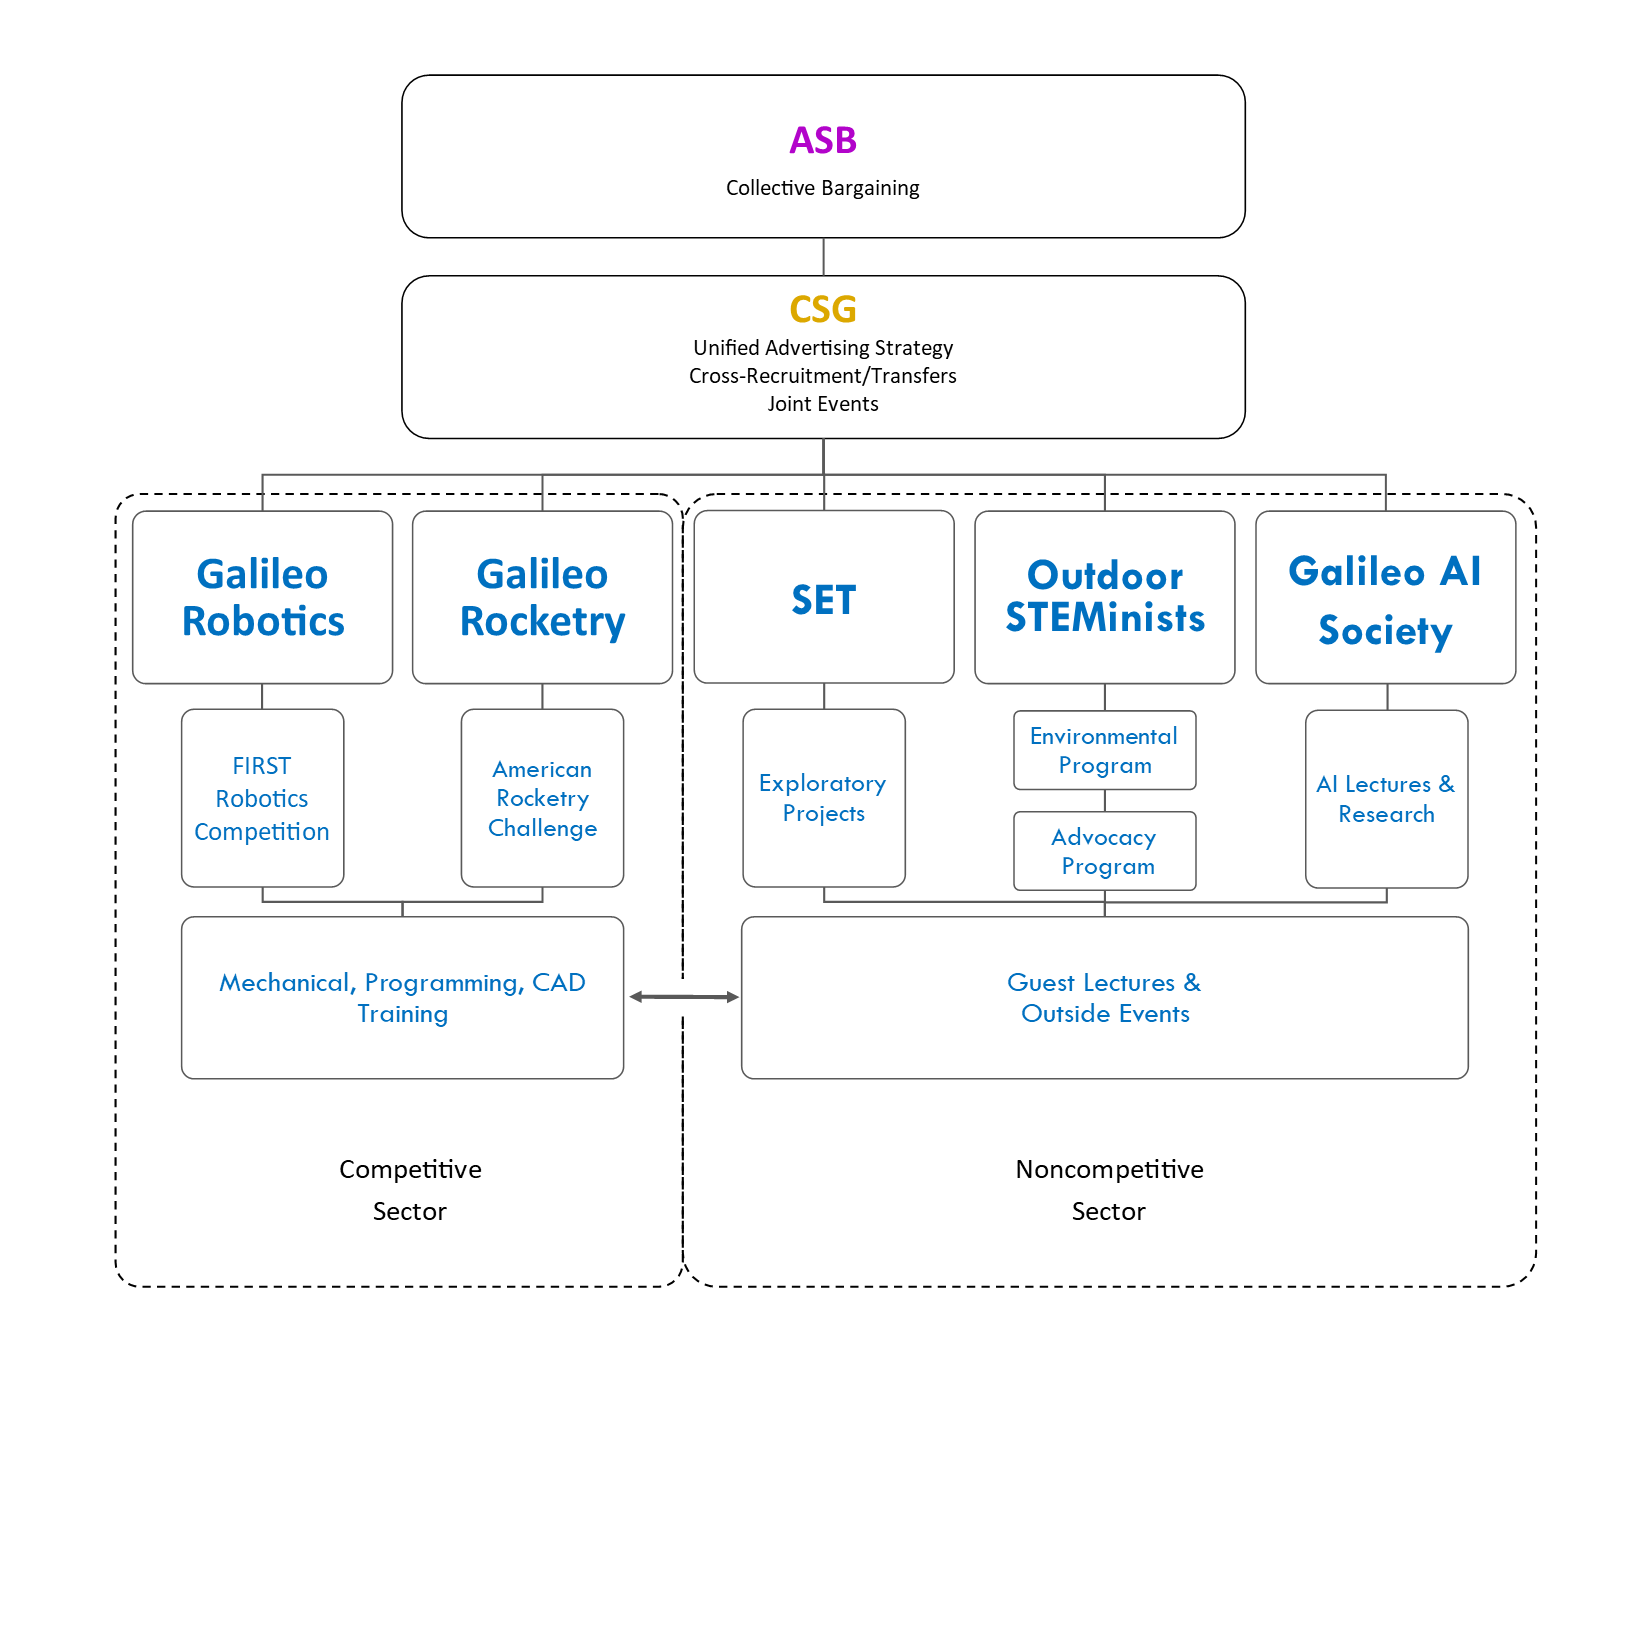 ASB
Collective Bargaining
CSG
Unified Advertising Strategy
Cross-Recruitment/Transfers
Joint Events
Galileo
Robotics
Galileo
Rocketry
SET
Outdoor
STEMinists
Galileo AI
Society
FIRST
Robotics
Competition
American
Rocketry
Challenge
Exploratory
Projects
Environmental
Program
Advocacy
Program
AI Lectures &
Research
Mechanical, Programming, CAD
Training
Guest Lectures &
Outside Events
Competitive
Sector
Noncompetitive
Sector